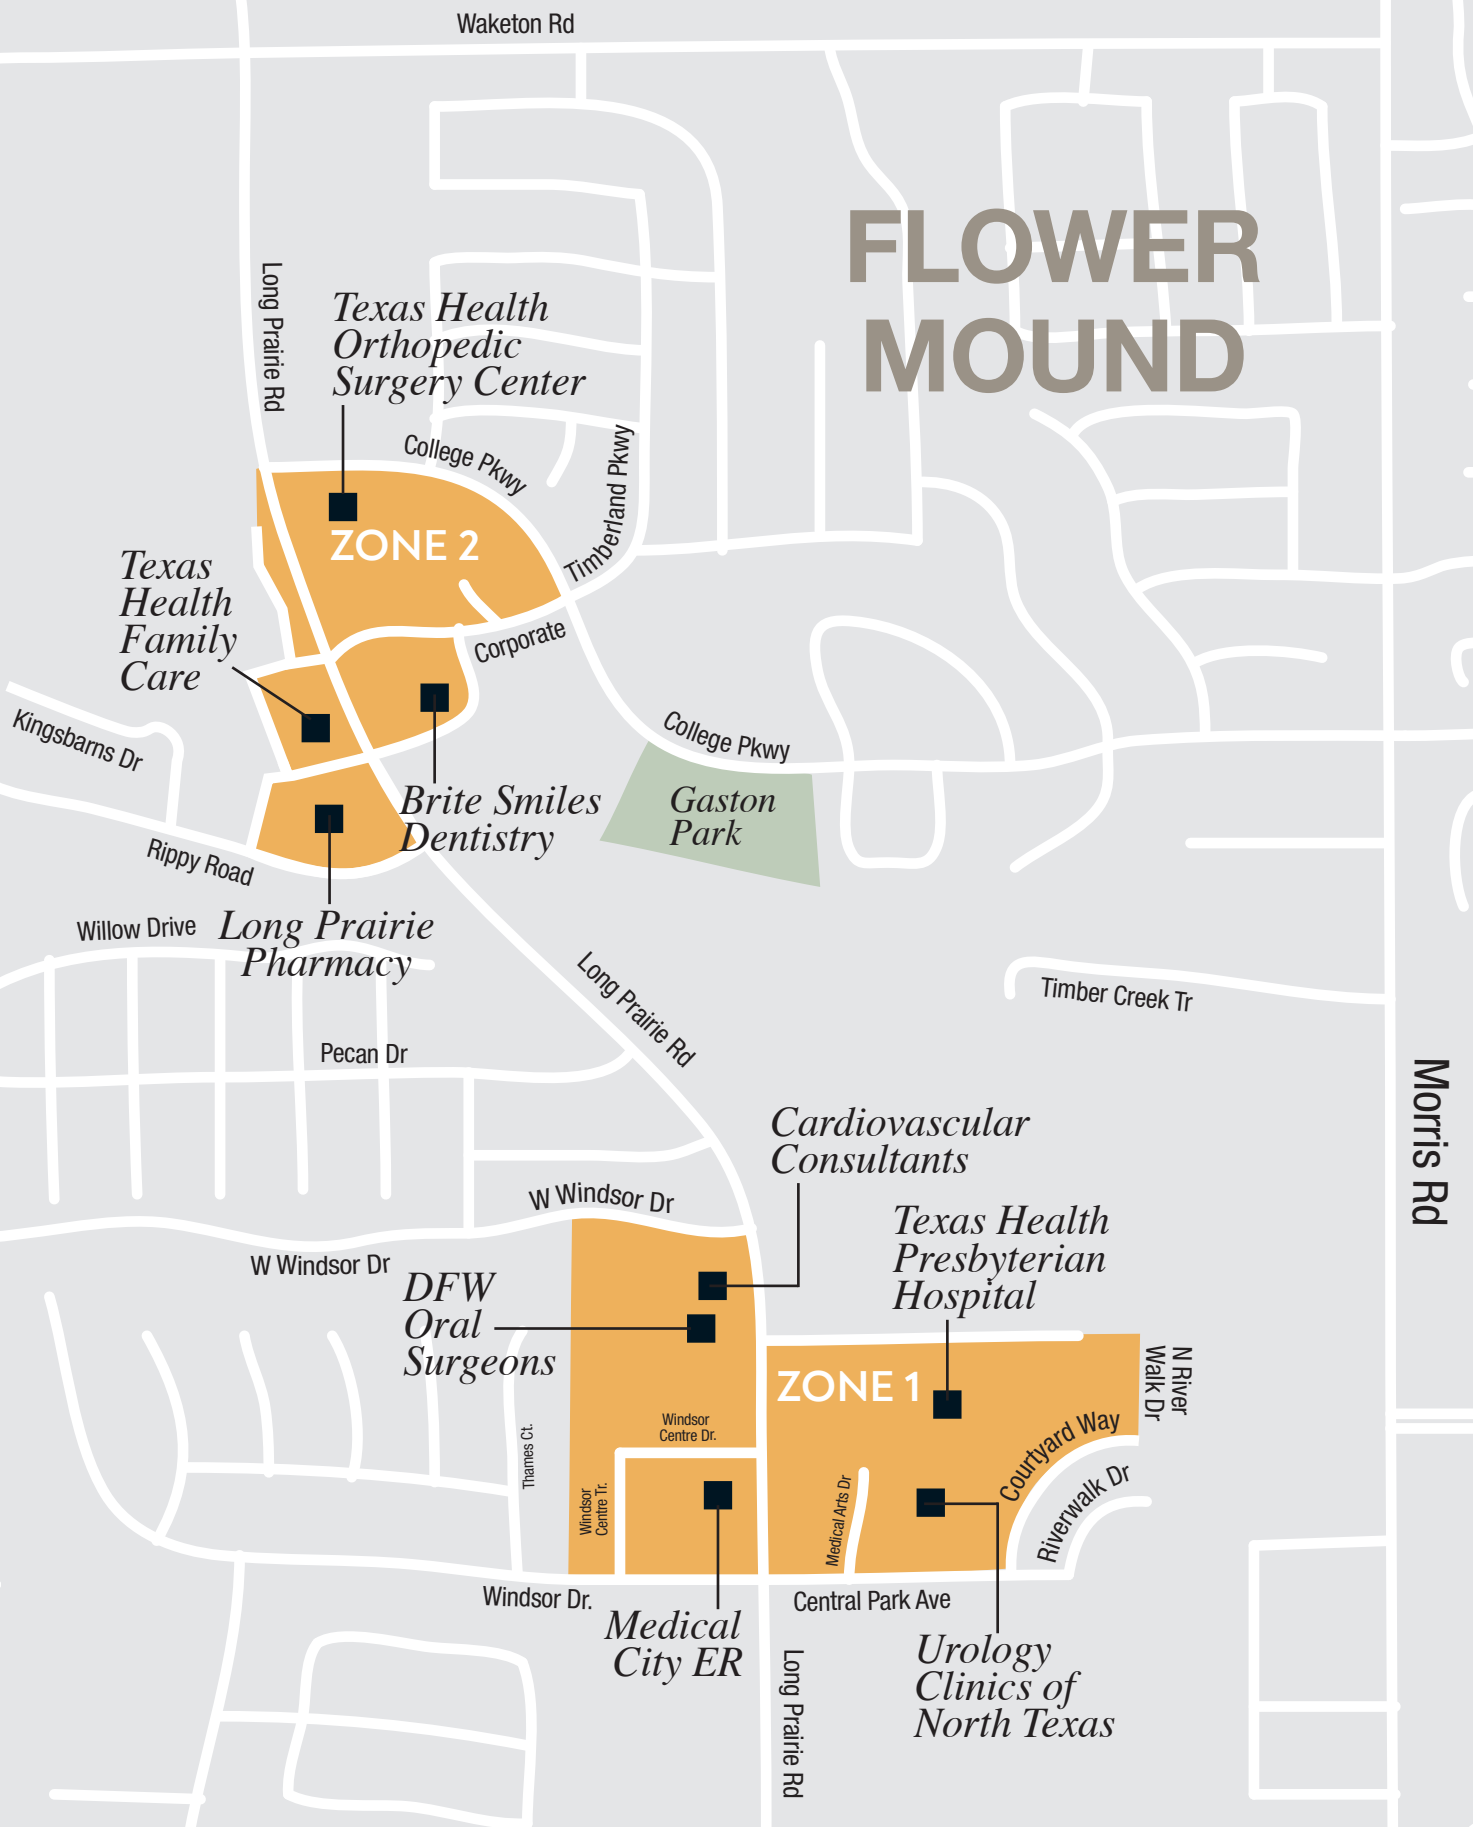 Waketon Rd
FLOWER
MOUND
Long Prairie Rd
Texas Health
Orthopedic
Surgery Center
College Pkwy
Timberland Pkwy
ZONE 2
Texas
Health
Family
Care
Corporate
Kingsbarns Dr
College Pkwy
Brite Smiles
Dentistry
Gaston
Park
Rippy Road
Willow Drive
Long Prairie
Pharmacy
Long Prairie Rd
Timber Creek Tr
Pecan Dr
Morris Rd
Cardiovascular
Consultants
W Windsor Dr
Texas Health
Presbyterian
Hospital
W Windsor Dr
DFW
Oral
Surgeons
ZONE 1
N River
Walk Dr
Windsor
Centre Dr.
Courtyard Way
Thames Ct.
Windsor
Centre Tr.
Medical Arts Dr
Riverwalk Dr
Windsor Dr.
Central Park Ave
Medical
City ER
Urology
Clinics of
North Texas
Long Prairie Rd